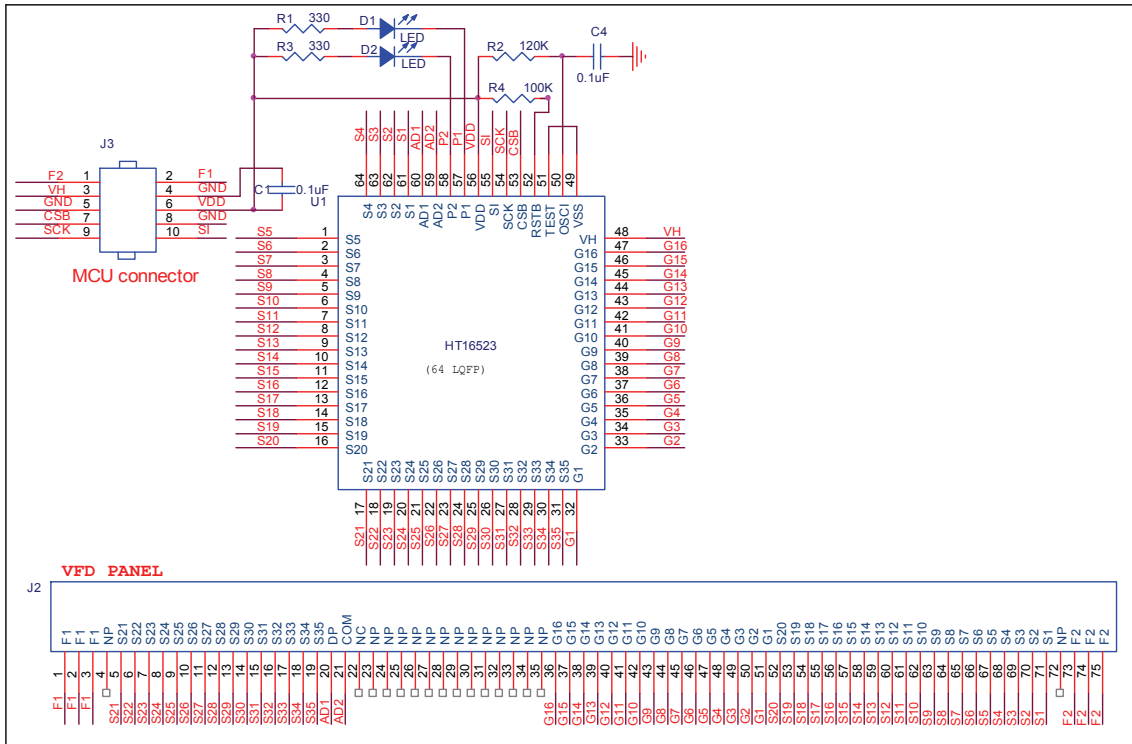 R1 330 D1 LED
R3 330 D2 LED
R2 120K
R4 100K
C4 0.1uF
J3
F2 1 2 F1
VH 3 4 GND
GND 5 6 VDD
CSB 7 8 GND
SCK 9 10 SI
MCU connector
C1 0.1uF
U1
S4 S3 S2 S1 AD1 AD2 P2 P1 VDD SI SCK CSB
64 63 62 61 60 59 58 57 56 55 54 53 52 51 50 49
S4 S3 S2 S1 AD1 AD2 P2 P1 VDD SI SCK CSB RSTB TEST OSCI VSS
S5 1 S5
S6 2 S6
S7 3 S7
S8 4 S8
S9 5 S9
S10 6 S10
S11 7 S11
S12 8 S12
S13 9 S13
S14 10 S14
S15 11 S15
S16 12 S16
S17 13 S17
S18 14 S18
S19 15 S19
S20 16 S20
HT16523
(64 LQFP)
VH 48 VH
G16 47 G16
G15 46 G15
G14 45 G14
G13 44 G13
G12 43 G12
G11 42 G11
G10 41 G10
G9 40 G9
G8 39 G8
G7 38 G7
G6 37 G6
G5 36 G5
G4 35 G4
G3 34 G3
G2 33 G2
S21 S22 S23 S24 S25 S26 S27 S28 S29 S30 S31 S32 S33 S34 S35 G1
17 18 19 20 21 22 23 24 25 26 27 28 29 30 31 32
S21 S22 S23 S24 S25 S26 S27 S28 S29 S30 S31 S32 S33 S34 S35 G1
VFD PANEL
J2
F1 F1 F1 NP S21 S22 S23 S24 S25 S26 S27 S28 S29 S30 S31 S32 S33 S34 S35 DP COM NC NP NP NP NP NP NP NP NP NP NP NP NP NP G16 G15 G14 G13 G12 G11 G10 G9 G8 G7 G6 G5 G4 G3 G2 G1 S20 S19 S18 S17 S16 S15 S14 S13 S12 S11 S10 S9 S8 S7 S6 S5 S4 S3 S2 S1 NP F2 F2 F2
1 2 3 4 5 6 7 8 9 10 11 12 13 14 15 16 17 18 19 20 21 22 23 24 25 26 27 28 29 30 31 32 33 34 35 36 37 38 39 40 41 42 43 44 45 46 47 48 49 50 51 52 53 54 55 56 57 58 59 60 61 62 63 64 65 66 67 68 69 70 71 72 73 74 75
F1 F1 F1 S21 S22 S23 S24 S25 S26 S27 S28 S29 S30 S31 S32 S33 S34 S35 AD1 AD2 G16 G15 G14 G13 G12 G11 G10 G9 G8 G7 G6 G5 G4 G3 G2 G1 S20 S19 S18 S17 S16 S15 S14 S13 S12 S11 S10 S9 S8 S7 S6 S5 S4 S3 S2 S1 F2 F2 F2